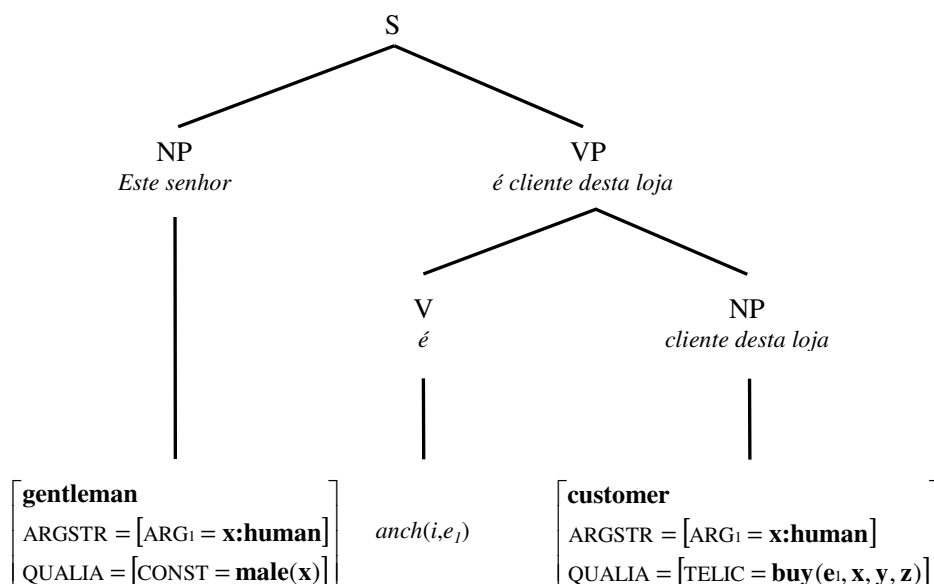 S
NP VP
Este senhor é cliente desta loja
V NP
é cliente desta loja
gentleman customer
ARGSTR = [ARG1 = x:human] anch(i,e1) ARGSTR = [ARG1 = x:human]
QUALIA = [CONST = male(x)] QUALIA = [TELIC = buy(e1, x, y, z)]